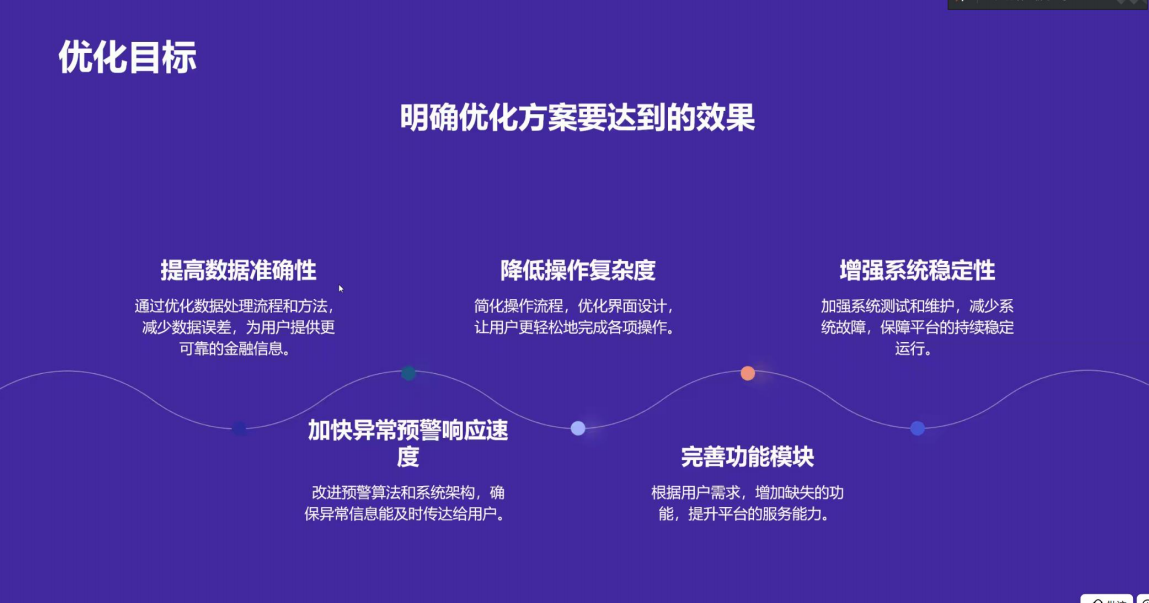 优化目标
明确优化方案要达到的效果
提高数据准确性
通过优化数据处理流程和方法，
减少数据误差，为用户提供更
可靠的金融信息。
加快异常预警响应速
度
改进预警算法和系统架构，确
保异常信息能及时传达给用户。
降低操作复杂度
简化操作流程，优化界面设计，
让用户更轻松地完成各项操作。
完善功能模块
根据用户需求，增加缺失的功
能，提升平台的服务能力。
增强系统稳定性
加强系统测试和维护，减少系
统故障，保障平台的持续稳定
运行。